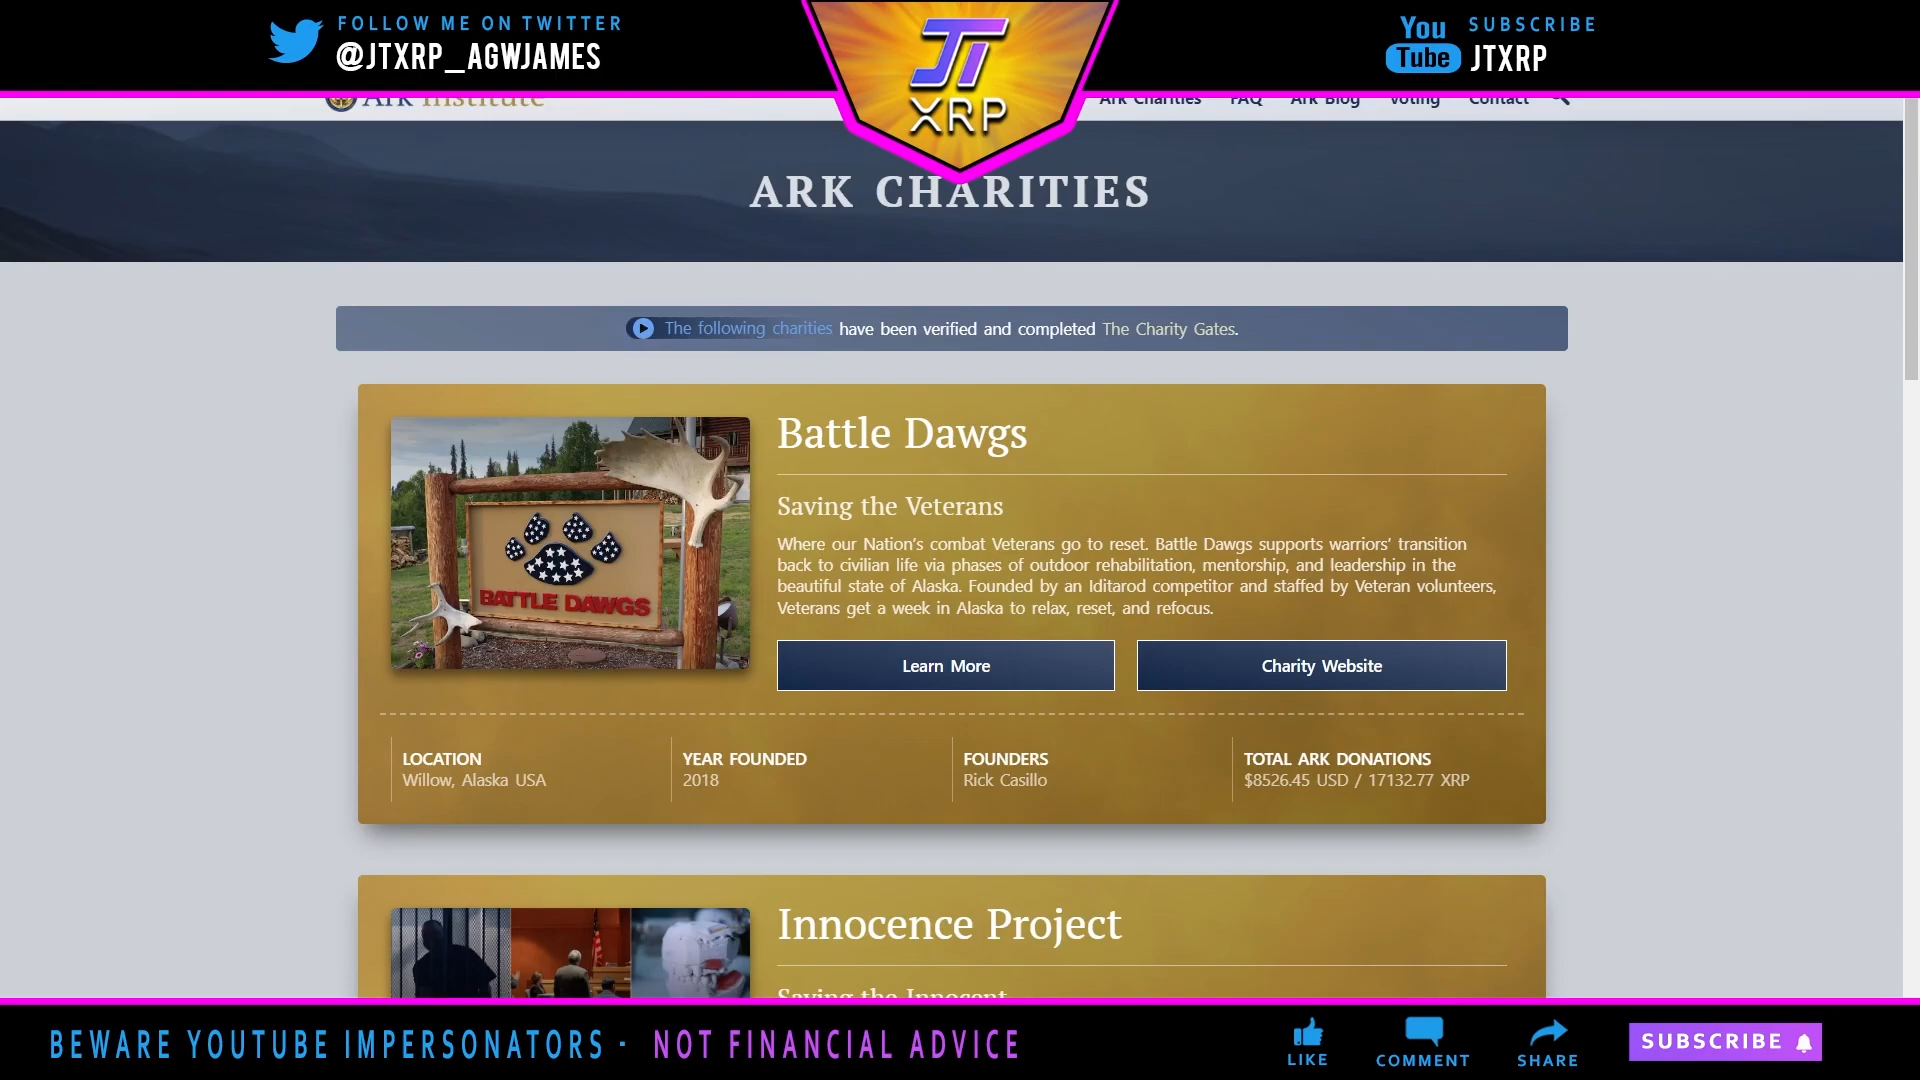 FOLLOW ME ON TWITTER
@JTXRP_AGWJAMES
JT
XRP
You
Tube
SUBSCRIBE
JTXRP
Ark Institute
Ark Charities FAQ Ark Blog Voting Contact
ARK CHARITIES
The following charities have been verified and completed The Charity Gates.
Battle Dawgs
Saving the Veterans
Where our Nation's combat Veterans go to reset. Battle Dawgs supports warriors' transition
back to civilian life via phases of outdoor rehabilitation, mentorship, and leadership in the
beautiful state of Alaska. Founded by an Iditarod competitor and staffed by Veteran volunteers,
Veterans get a week in Alaska to relax, reset, and refocus.
BATTLE DAWGS
Learn More
Charity Website
LOCATION
Willow, Alaska USA
YEAR FOUNDED
2018
FOUNDERS
Rick Casillo
TOTAL ARK DONATIONS
$8526.45 USD / 17132.77 XRP
Innocence Project
Saving the Innocent
BEWARE YOUTUBE IMPERSONATORS - NOT FINANCIAL ADVICE
LIKE
COMMENT
SHARE
SUBSCRIBE